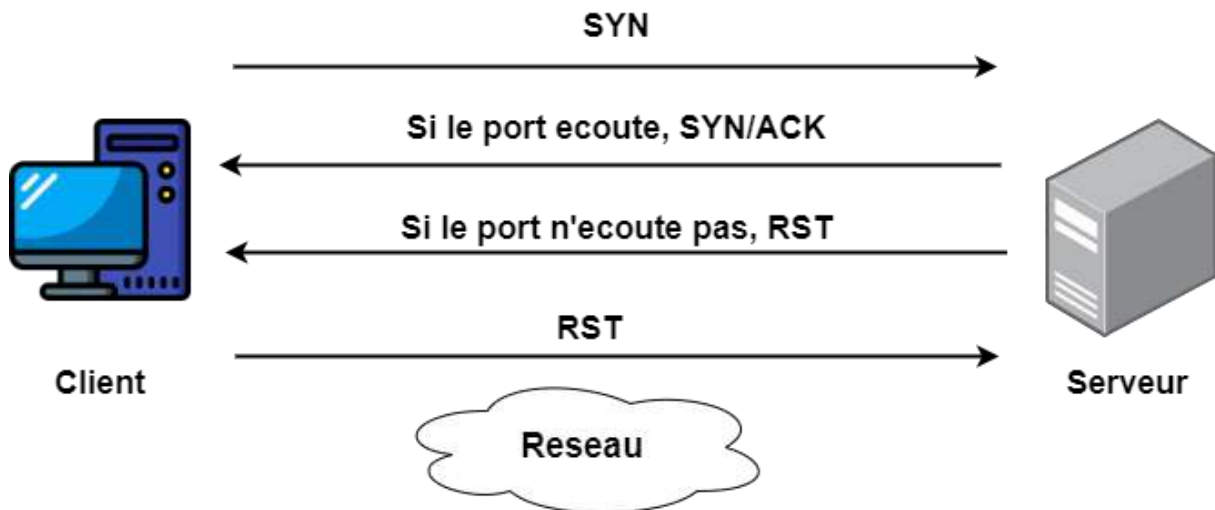 SYN
Si le port ecoute, SYN/ACK
Si le port n'ecoute pas, RST
RST
Client
Serveur
Reseau